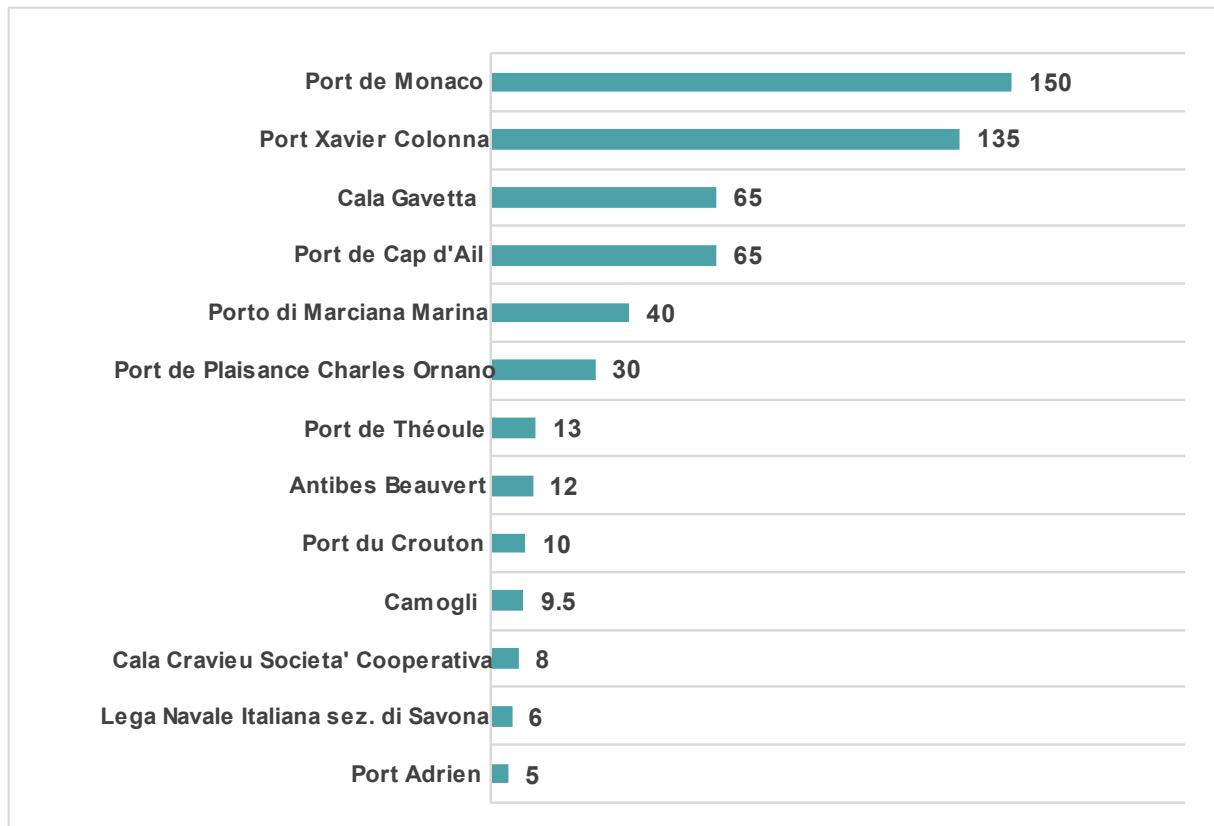 Port de Monaco 150
Port Xavier Colonna 135
Cala Gavetta 65
Port de Cap d'Ail 65
Porto di Marciana Marina 40
Port de Plaisance Charles Ornano 30
Port de Théoule 13
Antibes Beauvert 12
Port du Crouton 10
Camogli 9.5
Cala Cravieu Societa' Cooperativa 8
Lega Navale Italiana sez. di Savona 6
Port Adrien 5